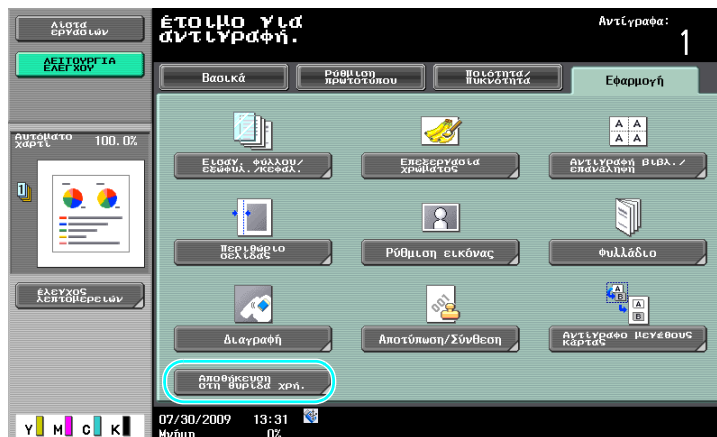 Λίστα
εργασιών
ΛΕΙΤΟΥΡΓΙΑ
ΕΛΕΓΧΟΥ
έτοιμο για
αντιγραφή.
Αντίγραφα:
1
Βασικά
Ρύθμιση
πρωτοτύπου
Ποιότητα/
Πυκνότητα
Εφαρμογή
Αυτόματο
χαρτί
100.0%
Εισαγ. φύλλου/
εξώφυλ./κεφαλ.
Επεξεργασία
χρώματος
Αντιγραφή βιβλ./
επανάληψη
Περιθώριο
σελίδας
Ρύθμιση εικόνας
Φυλλάδιο
έλεγχος
λεπτομερειών
Διαγραφή
Αποτύπωση/Σύνθεση
Αντίγραφο μεγέθους
κάρτας
Αποθήκευση
στη θυρίδα χρή.
Y M C K
07/30/2009 13:31
Μνήμη 0%